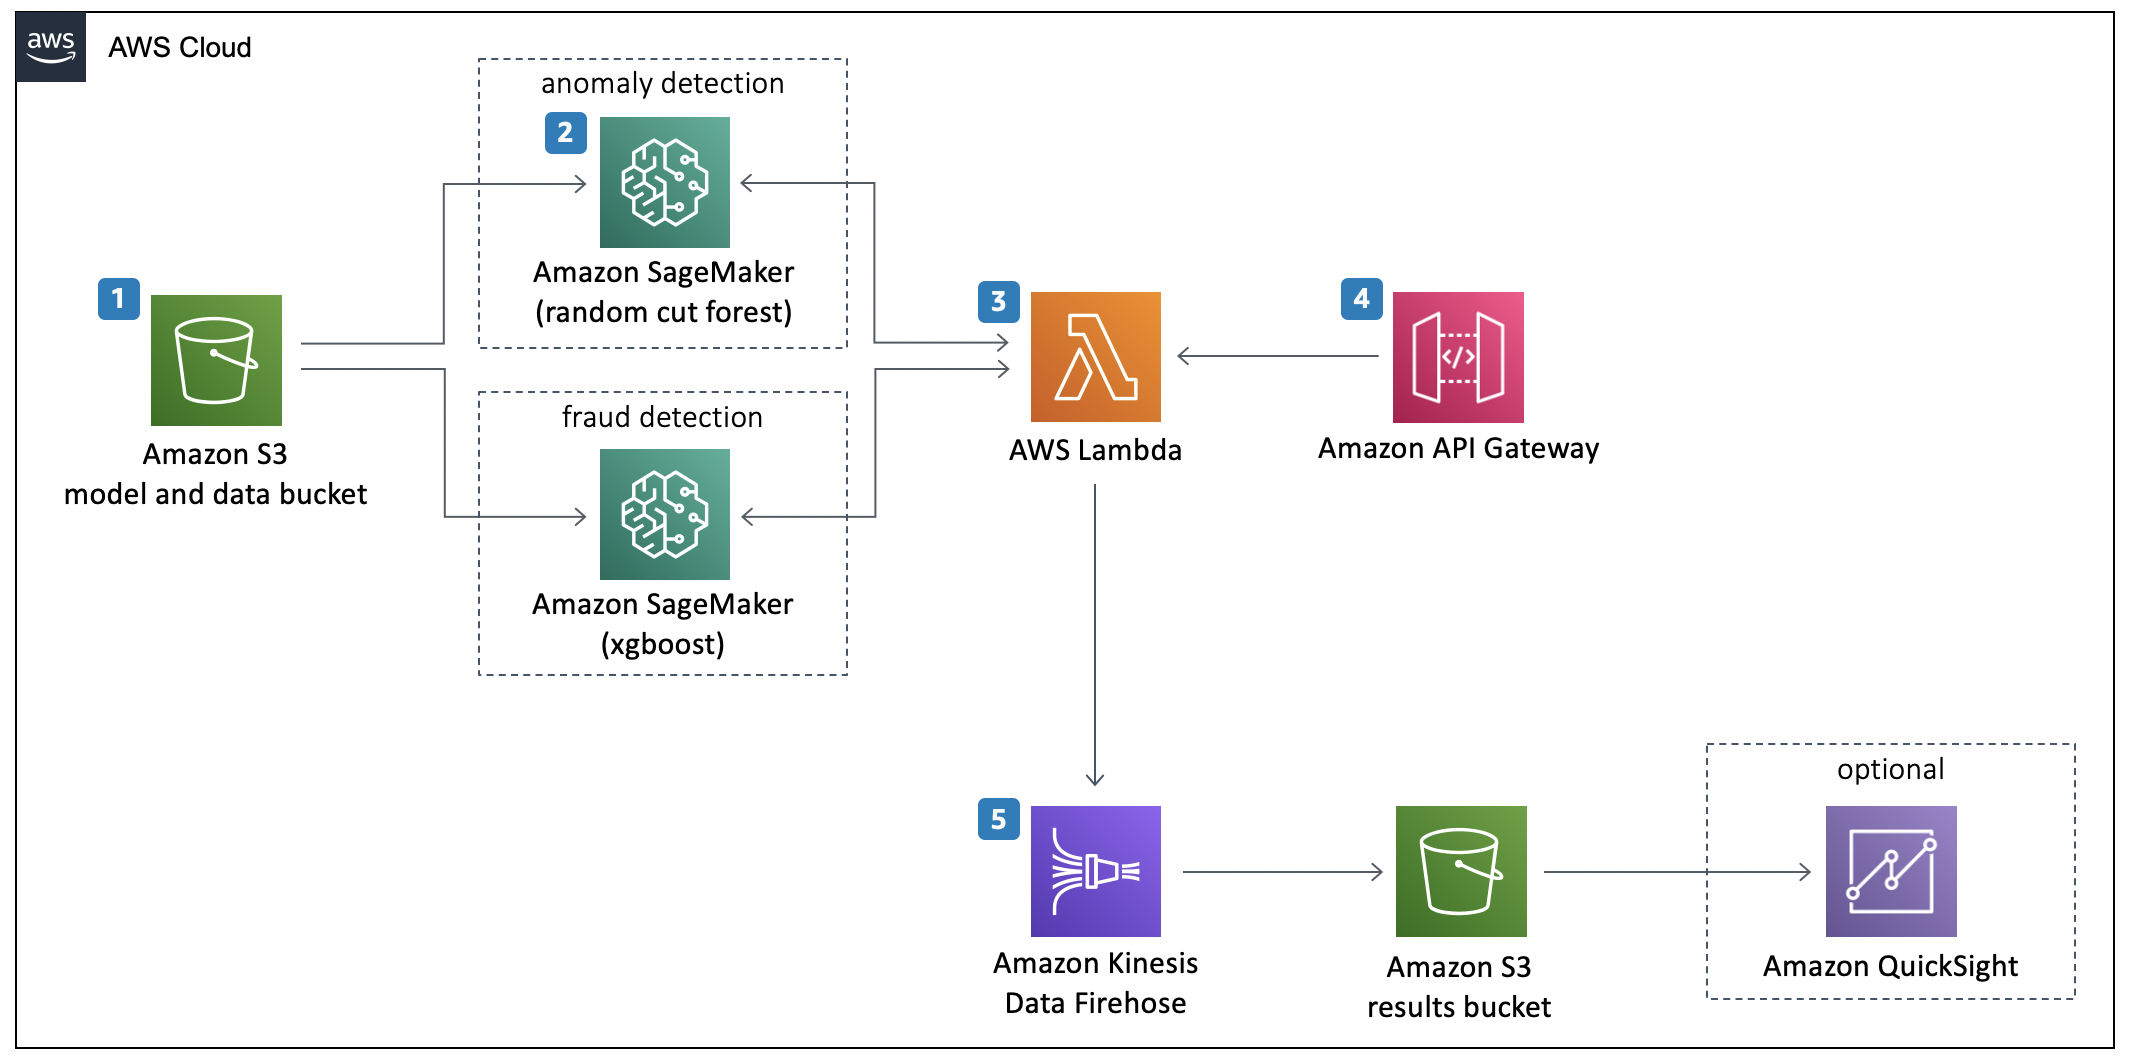 aws
AWS Cloud
anomaly detection
2
Amazon SageMaker
(random cut forest)
1
Amazon S3
model and data bucket
fraud detection
Amazon SageMaker
(xgboost)
3
AWS Lambda
4
</>
Amazon API Gateway
5
Amazon Kinesis
Data Firehose
Amazon S3
results bucket
optional
Amazon QuickSight